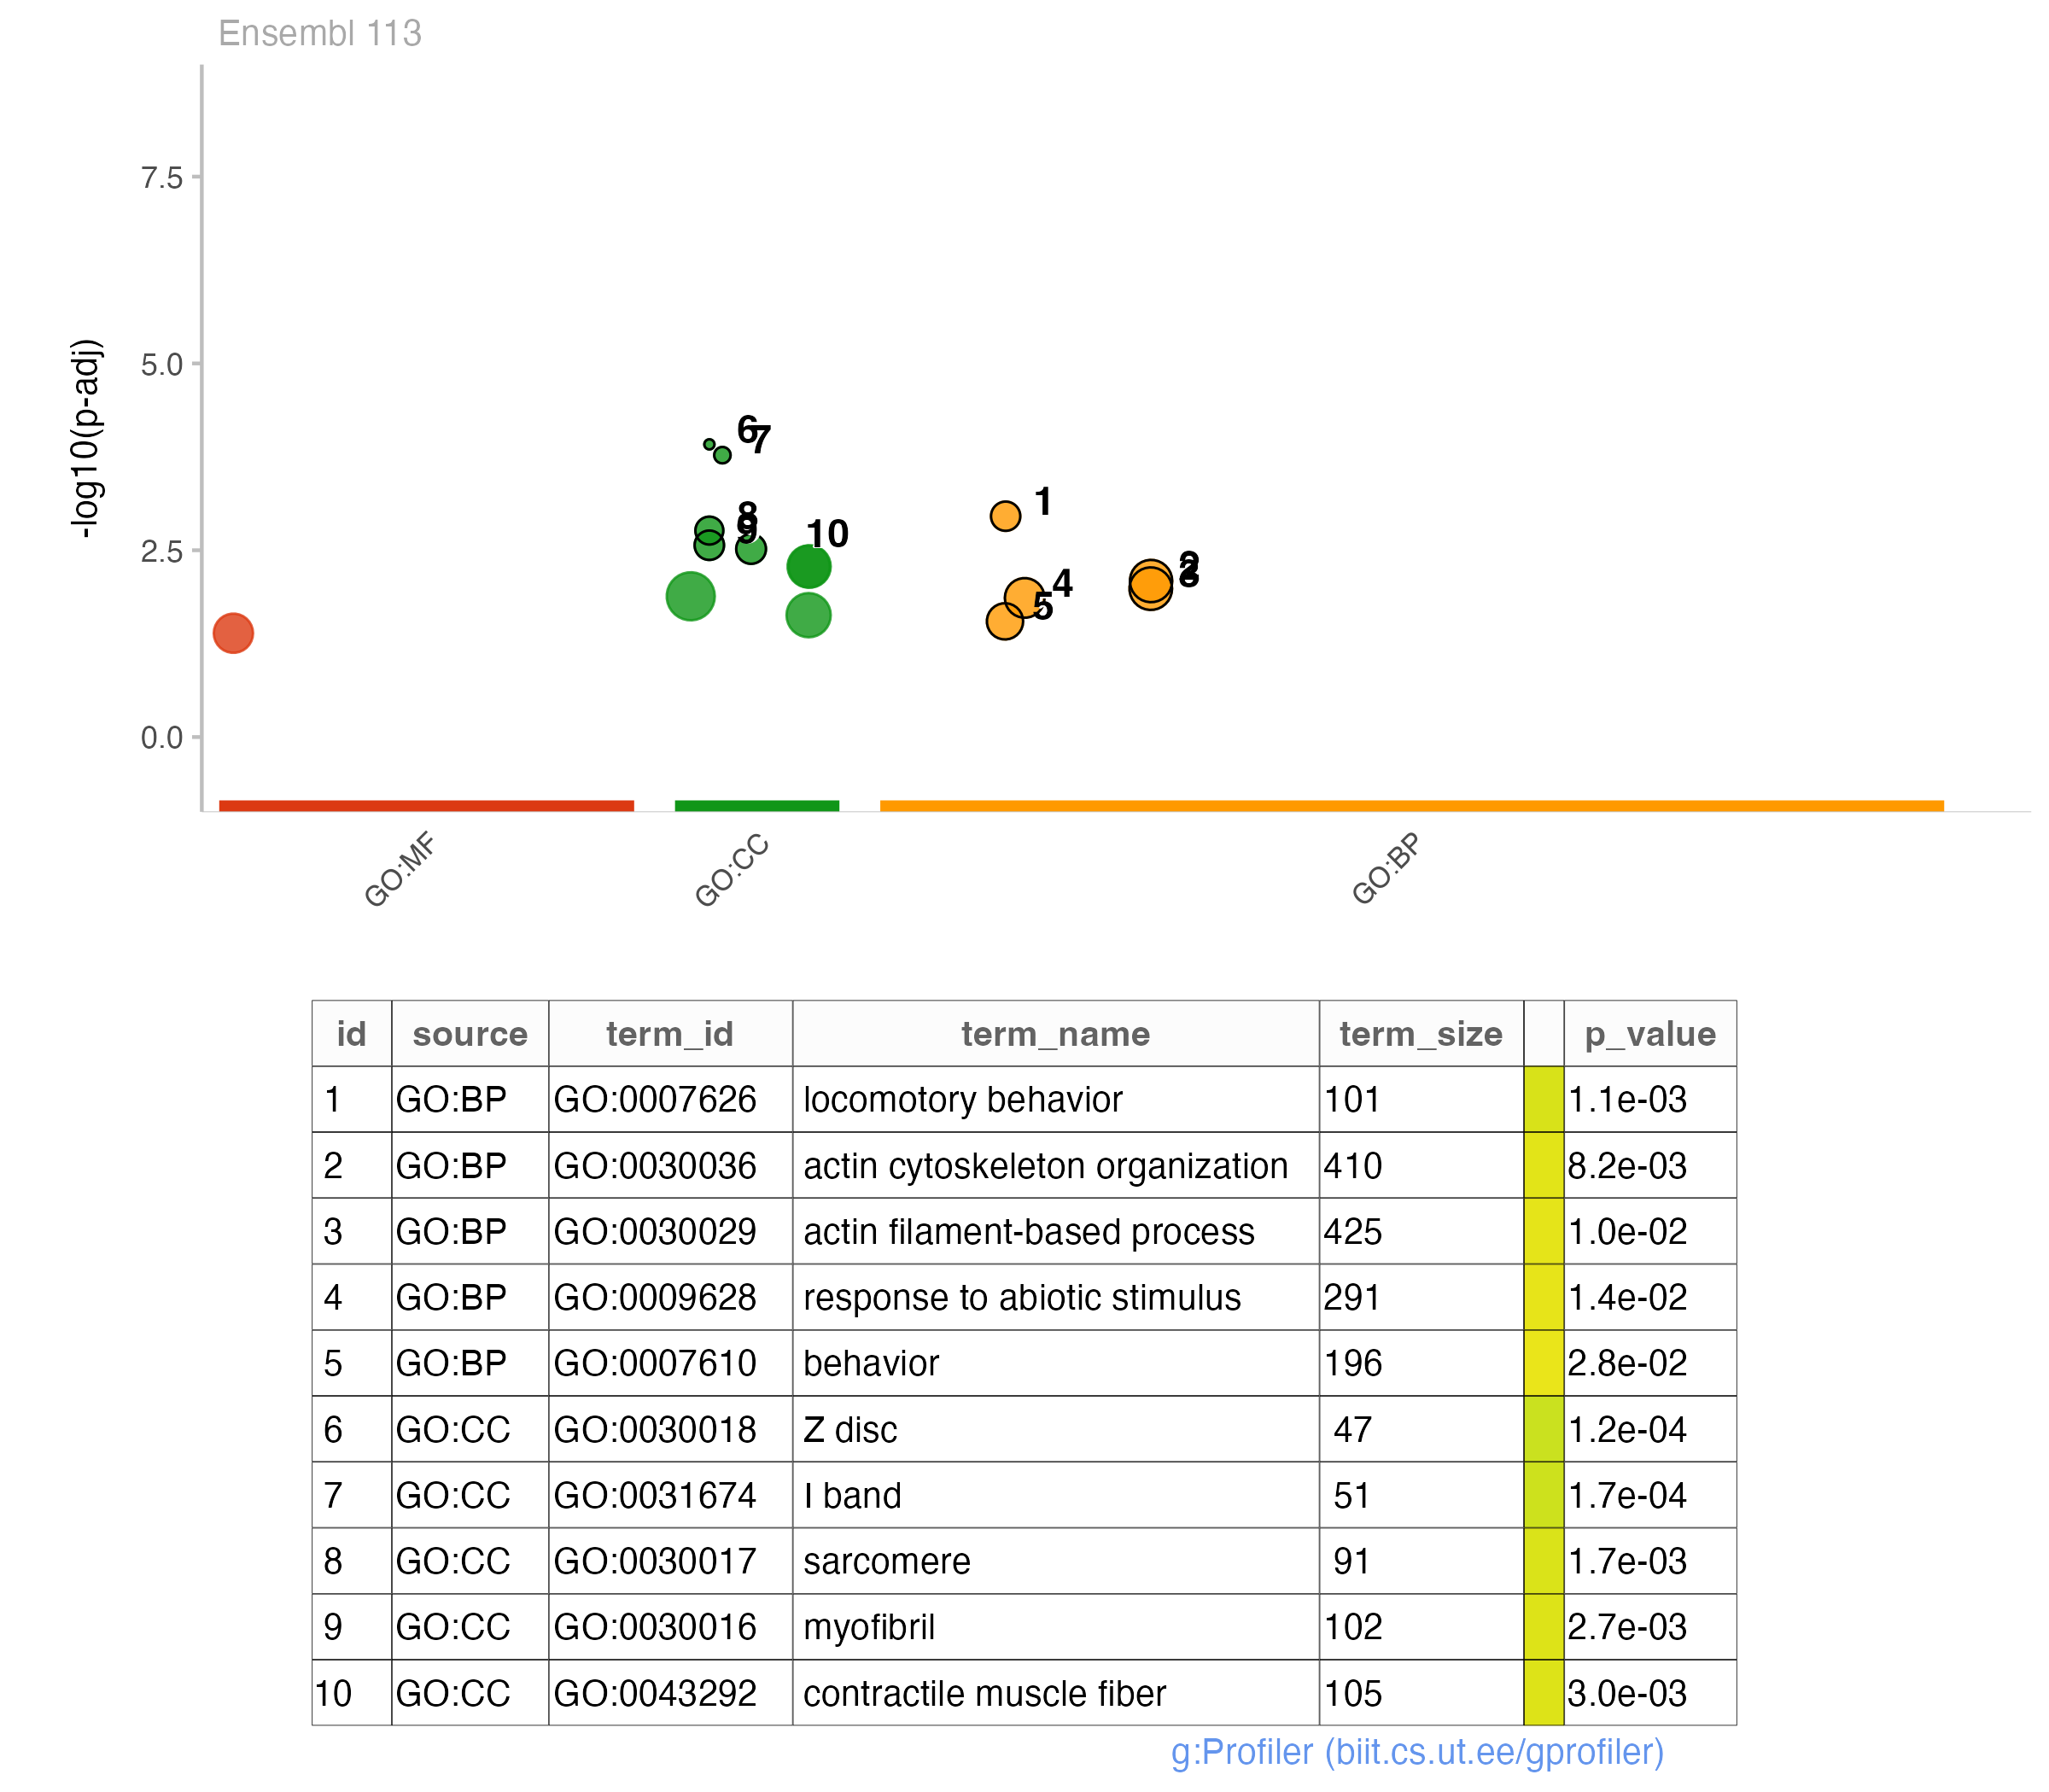 Ensembl 113
-log10(p-adj)
7.5
5.0
2.5
0.0
6
7
8
9
10
1
2
3
4
5
GO:MF
GO:CC
GO:BP
id source term_id term_name term_size p_value
1 GO:BP GO:0007626 locomotory behavior 101 1.1e-03
2 GO:BP GO:0030036 actin cytoskeleton organization 410 8.2e-03
3 GO:BP GO:0030029 actin filament-based process 425 1.0e-02
4 GO:BP GO:0009628 response to abiotic stimulus 291 1.4e-02
5 GO:BP GO:0007610 behavior 196 2.8e-02
6 GO:CC GO:0030018 Z disc 47 1.2e-04
7 GO:CC GO:0031674 I band 51 1.7e-04
8 GO:CC GO:0030017 sarcomere 91 1.7e-03
9 GO:CC GO:0030016 myofibril 102 2.7e-03
10 GO:CC GO:0043292 contractile muscle fiber 105 3.0e-03
g:Profiler (biit.cs.ut.ee/gprofiler)